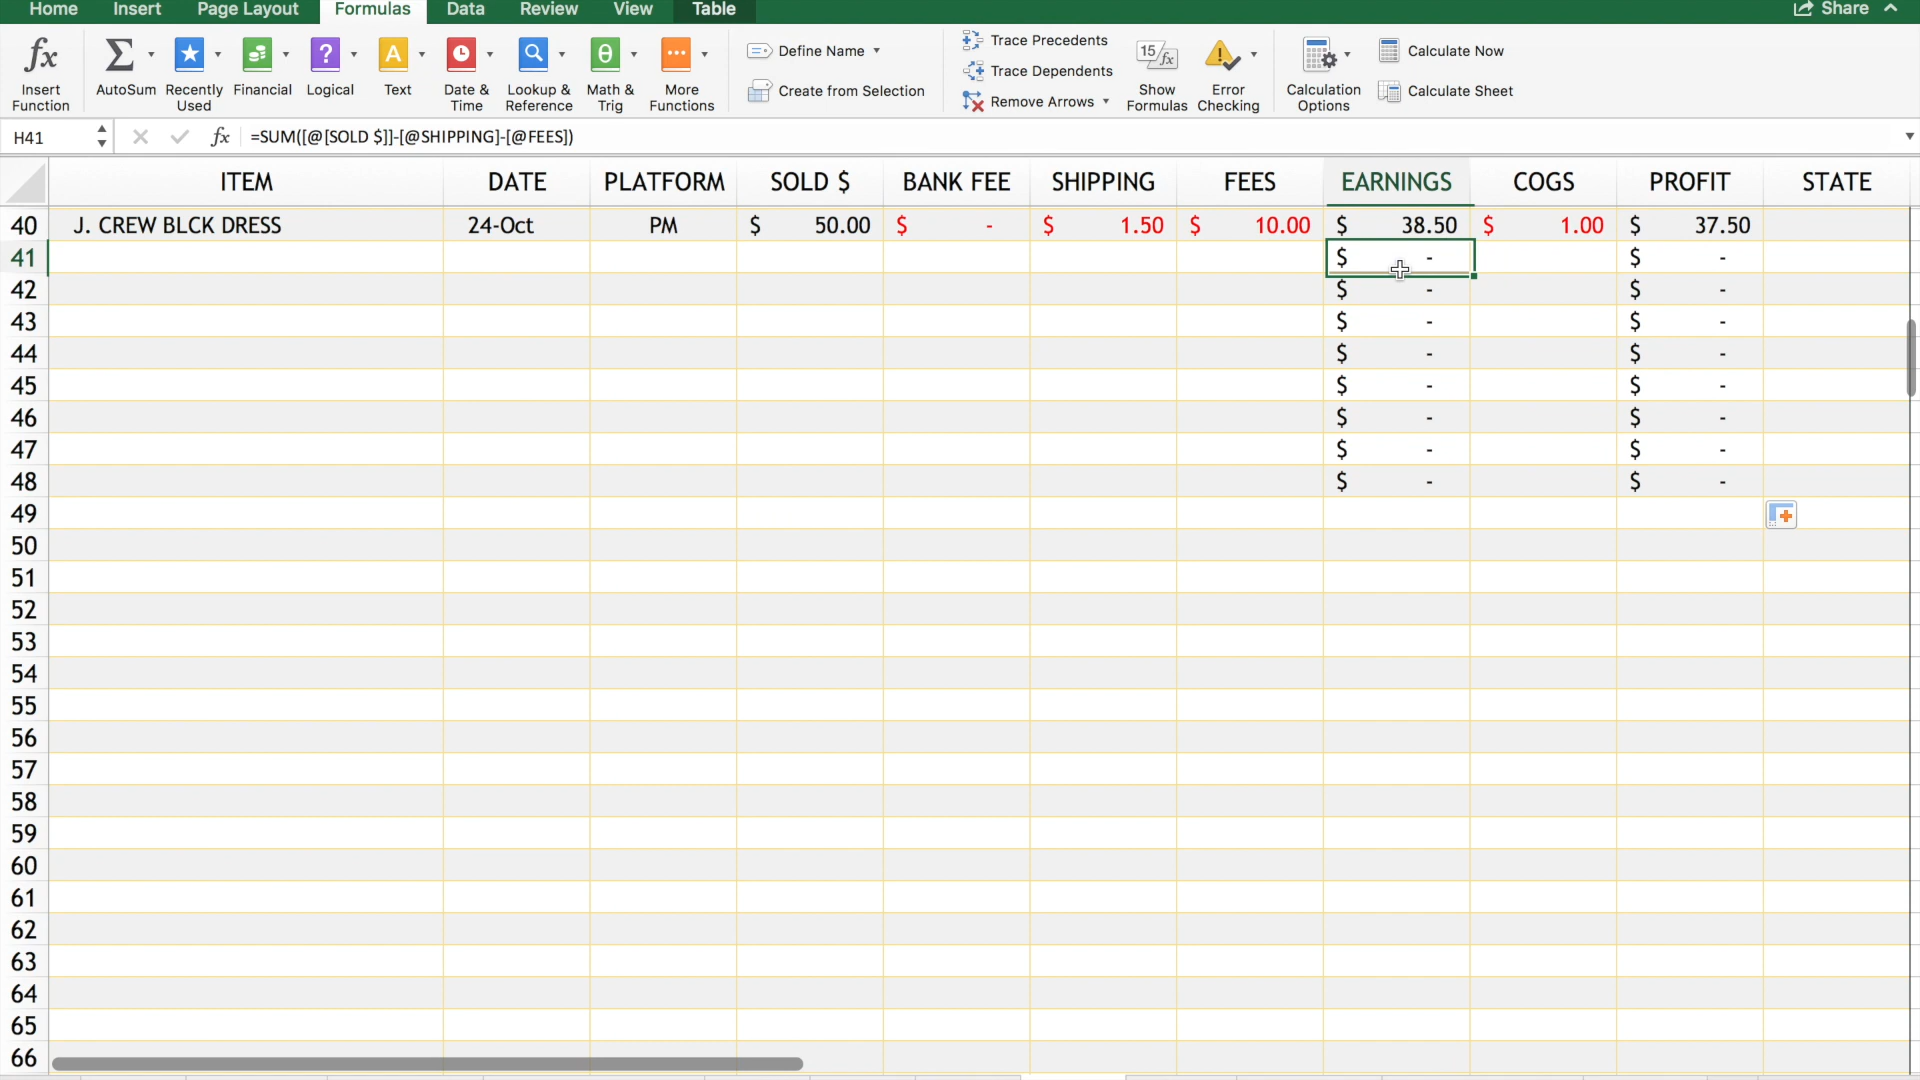 Home Insert Page Layout Formulas Data Review View Table Share
Insert Function AutoSum Recently Used Financial Logical Text Date & Time Lookup & Reference Math & Trig More Functions
Define Name
Create from Selection
Trace Precedents
Trace Dependents
Remove Arrows
Show Formulas Error Checking Calculation Options
Calculate Now
Calculate Sheet
H41 fx =SUM([@[SOLD $]]-[@SHIPPING]-[@FEES])
ITEM DATE PLATFORM SOLD $ BANK FEE SHIPPING FEES EARNINGS COGS PROFIT STATE
40 J. CREW BLCK DRESS 24-Oct PM $ 50.00 $ - $ 1.50 $ 10.00 $ 38.50 $ 1.00 $ 37.50
41 $ - $ -
42 $ - $ -
43 $ - $ -
44 $ - $ -
45 $ - $ -
46 $ - $ -
47 $ - $ -
48 $ - $ -
49
50
51
52
53
54
55
56
57
58
59
60
61
62
63
64
65
66